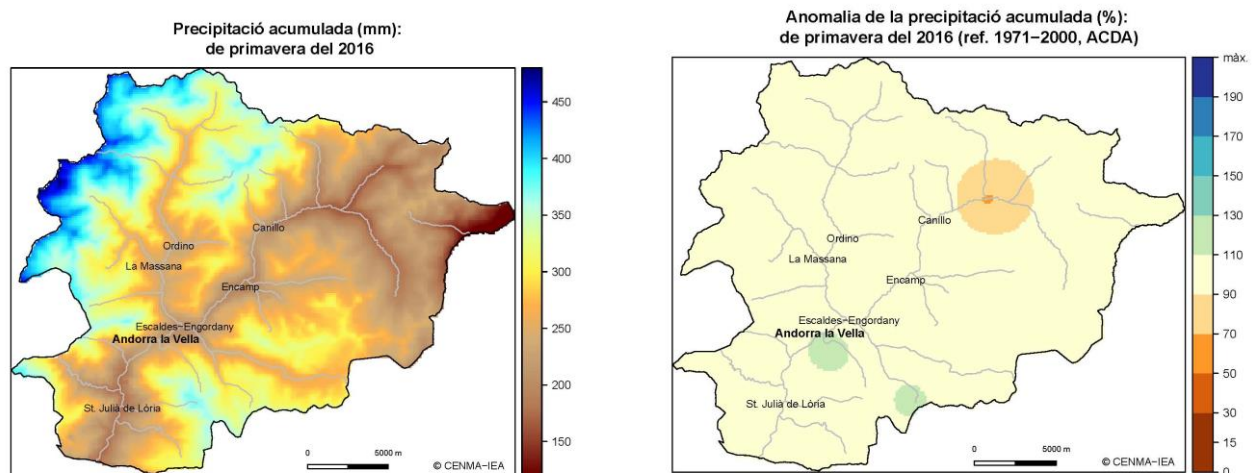 Precipitació acumulada (mm):
de primavera del 2016
450
400
350
300
250
200
150
Canillo
Ordino
La Massana
Encamp
Escaldes−Engordany
Andorra la Vella
St. Julià de Lòria
0 5000 m
© CENMA−IEA
Anomalia de la precipitació acumulada (%):
de primavera del 2016 (ref. 1971−2000, ACDA)
màx.
190
170
150
130
110
90
70
50
30
15
0
Canillo
Ordino
La Massana
Encamp
Escaldes−Engordany
Andorra la Vella
St. Julià de Lòria
0 5000 m
© CENMA−IEA